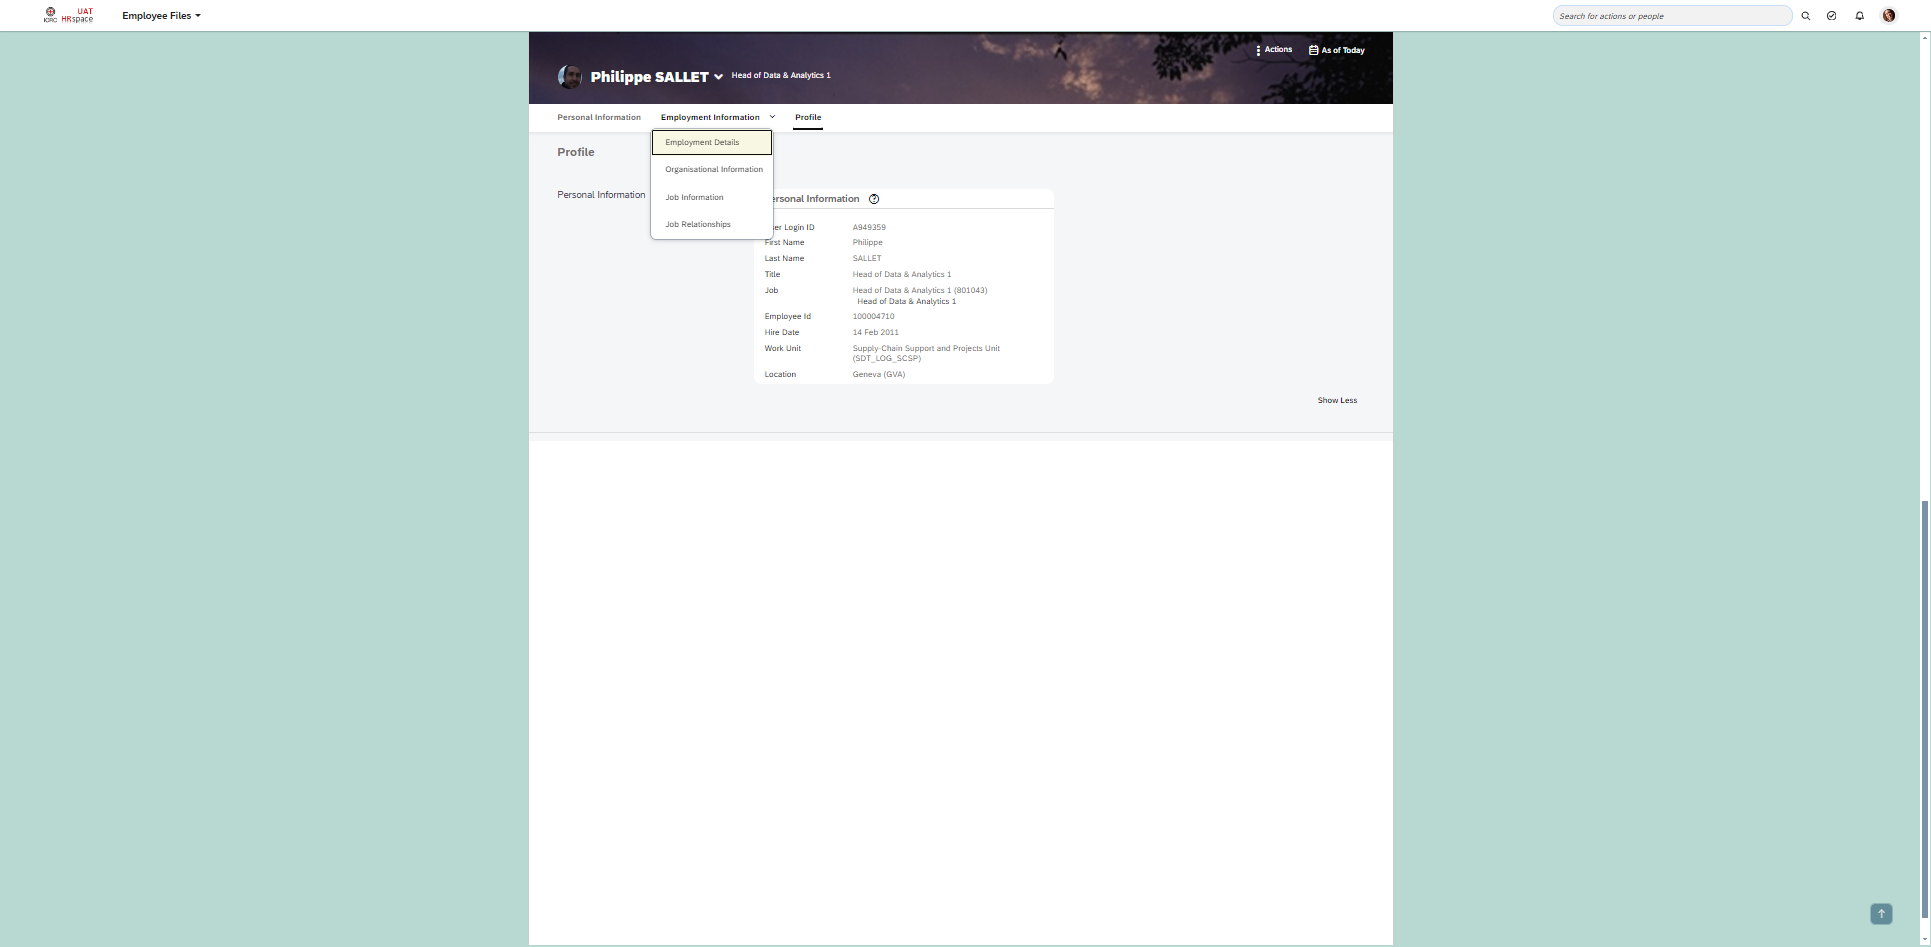 ICRC
UAT
HRspace
Employee Files
Search for actions or people
Actions
As of Today
Philippe SALLET
Head of Data & Analytics 1
Personal Information
Employment Information
Profile
Employment Details
Organisational Information
Job Information
Job Relationships
Profile
Personal Information
ersonal Information
er Login ID A949359
First Name Philippe
Last Name SALLET
Title Head of Data & Analytics 1
Job Head of Data & Analytics 1 (801043)
Head of Data & Analytics 1
Employee Id 100004710
Hire Date 14 Feb 2011
Work Unit Supply-Chain Support and Projects Unit
(SDT_LOG_SCSP)
Location Geneva (GVA)
Show Less